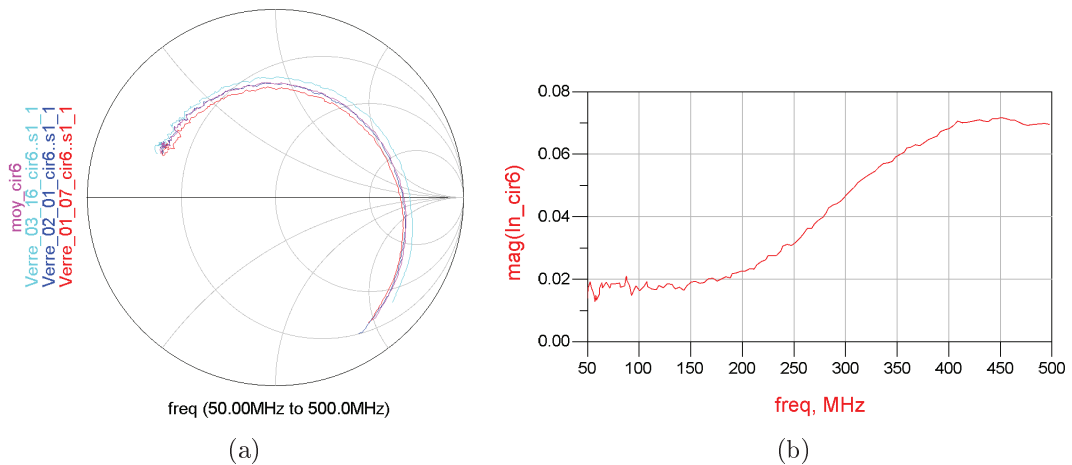 moy_cir6
Verre_03_16_cir6..s1_1
Verre_02_01_cir6..s1_1
Verre_01_07_cir6..s1_1
freq (50.00MHz to 500.0MHz)
(a)
mag(In_cir6)
0.08
0.06
0.04
0.02
0.00
50 100 150 200 250 300 350 400 450 500
freq, MHz
(b)